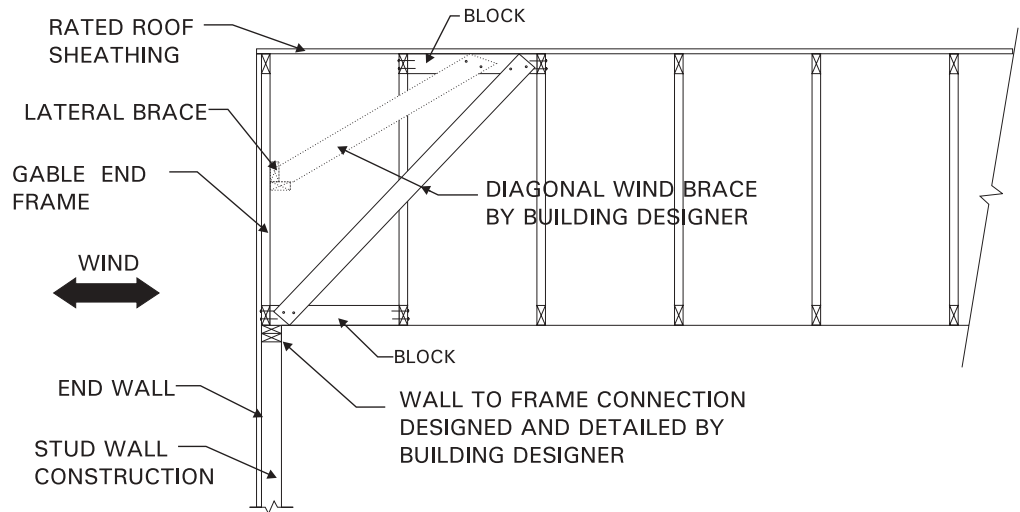 RATED ROOF
SHEATHING
BLOCK
LATERAL BRACE
GABLE END
FRAME
DIAGONAL WIND BRACE
BY BUILDING DESIGNER
WIND
BLOCK
END WALL
WALL TO FRAME CONNECTION
DESIGNED AND DETAILED BY
BUILDING DESIGNER
STUD WALL
CONSTRUCTION